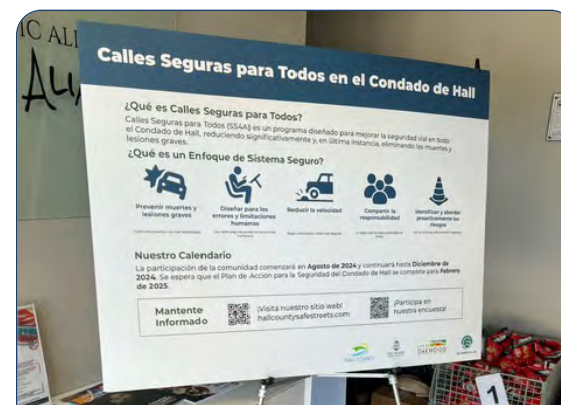 IC ALI
Calles Seguras para Todos en el Condado de Hall
¿Qué es Calles Seguras para Todos?
Calles Seguras para Todos (SS4A) es un programa diseñado para mejorar la seguridad vial en todo
el Condado de Hall, reduciendo significativamente y, en última instancia, eliminando las muertes y
lesiones graves.
¿Qué es un Enfoque de Sistema Seguro?
Prevenir muertes y
lesiones graves
Diseñar para los
errores y limitaciones
humanas
Reducir la velocidad
Compartir la
responsabilidad
Identificar y abordar
proactivamente los
riesgos
Nuestro Calendario
La participación de la comunidad comenzará en Agosto de 2024 y continuará hasta Diciembre de
2024. Se espera que el Plan de Acción para la Seguridad del Condado de Hall se complete para Febrero
de 2025.
Mantente
Informado
¡Visita nuestro sitio web!
hallcountysafestreets.com
¡Participa en
nuestra encuesta!
HALL COUNTY
OAKWOOD
1